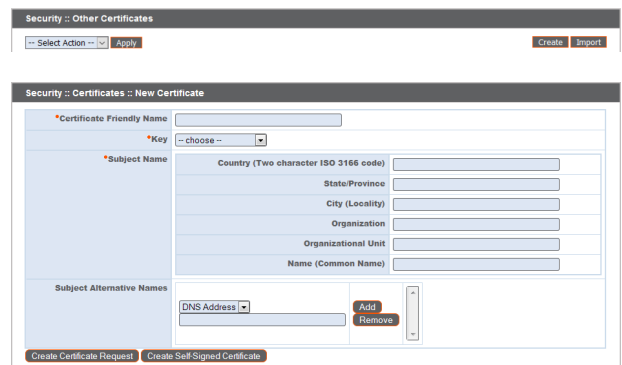 Security :: Other Certificates
-- Select Action -- Apply Create Import
Security :: Certificates :: New Certificate
*Certificate Friendly Name
*Key -- choose --
*Subject Name Country (Two character ISO 3166 code)
State/Province
City (Locality)
Organization
Organizational Unit
Name (Common Name)
Subject Alternative Names
DNS Address Add
Remove
Create Certificate Request Create Self-Signed Certificate